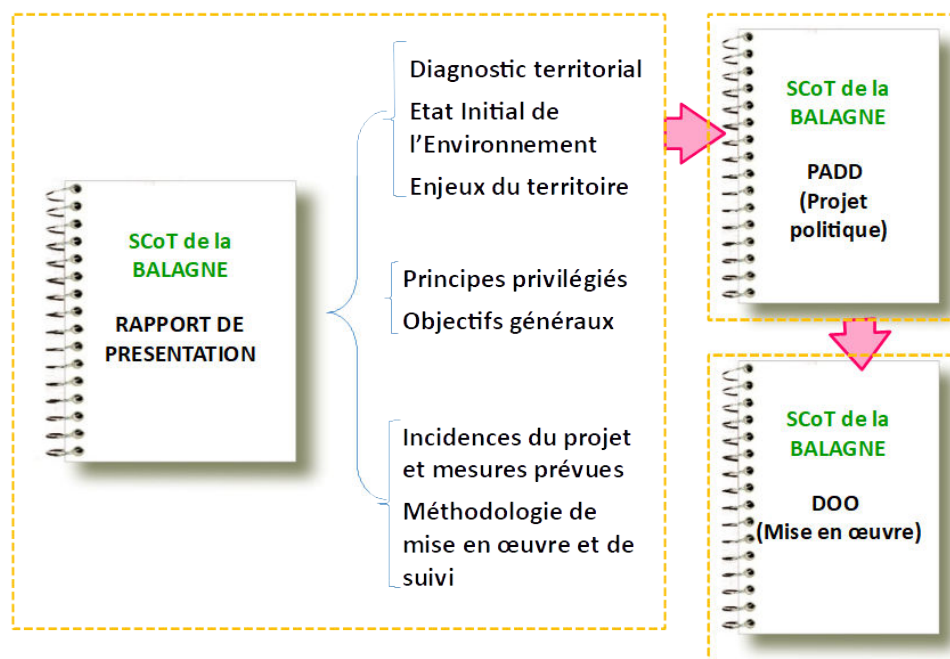 SCoT de la
BALAGNE
RAPPORT DE
PRESENTATION
Diagnostic territorial
Etat Initial de
l’Environnement
Enjeux du territoire
Principes privilégiés
Objectifs généraux
Incidences du projet
et mesures prévues
Méthodologie de
mise en œuvre et de
suivi
SCoT de la
BALAGNE
PADD
(Projet
politique)
SCoT de la
BALAGNE
DOO
(Mise en œuvre)